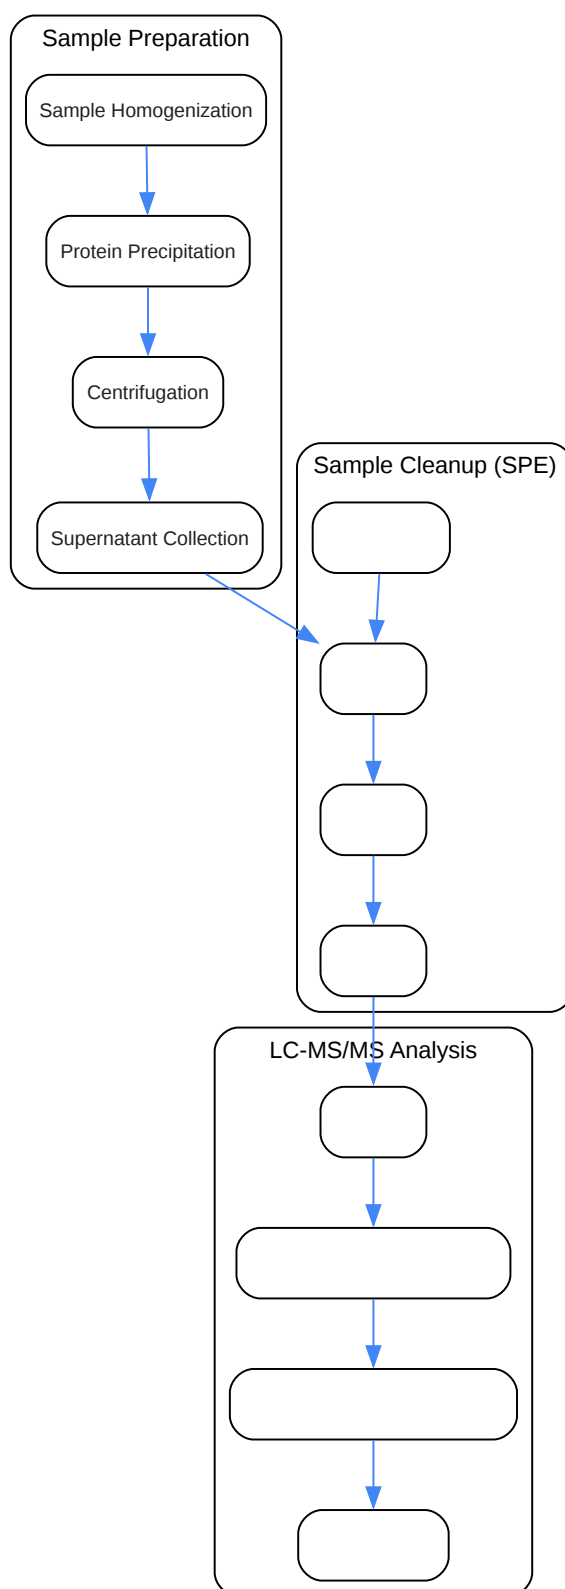 Sample Preparation
Sample Homogenization
Protein Precipitation
Centrifugation
Supernatant Collection
Sample Cleanup (SPE)
LC-MS/MS Analysis